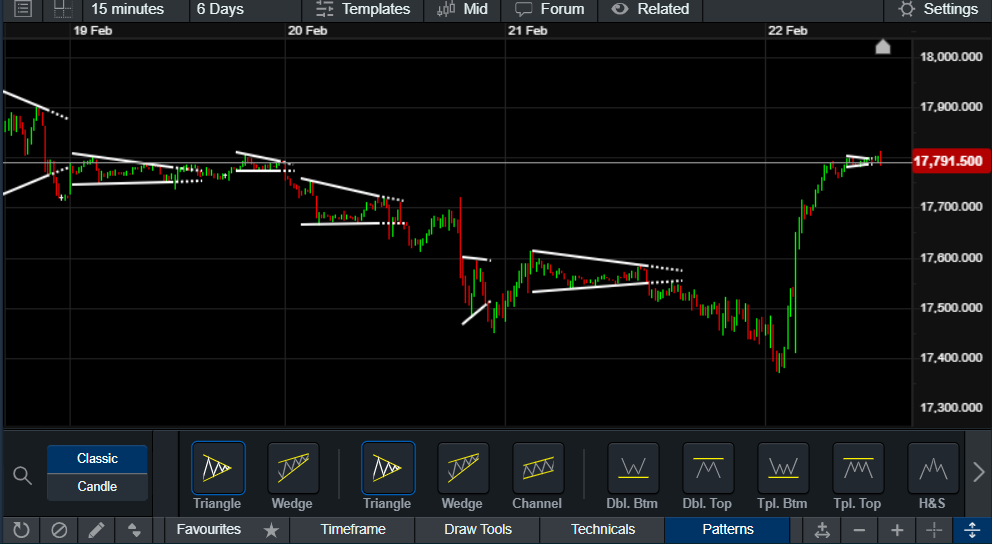 15 minutes 6 Days Templates Mid Forum Related Settings
19 Feb 20 Feb 21 Feb 22 Feb
18,000.000
17,900.000
17,791.500
17,700.000
17,600.000
17,500.000
17,400.000
17,300.000
Classic
Candle
Triangle Wedge Triangle Wedge Channel Dbl. Btm Dbl. Top Tpl. Btm Tpl. Top H&S
Favourites Timeframe Draw Tools Technicals Patterns